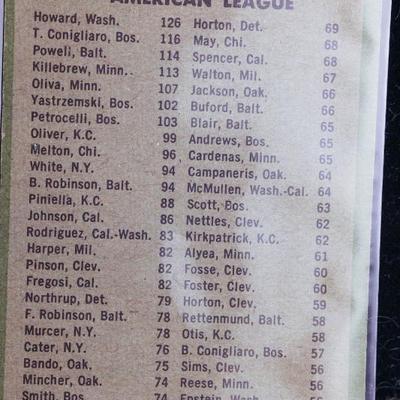 AMERICAN LEAGUE
Howard, Wash. 126 Horton, Det. 69
T. Conigliaro, Bos. 116 May, Chi. 68
Powell, Balt. 114 Spencer, Cal. 68
Killebrew, Minn. 113 Walton, Mil. 67
Oliva, Minn. 107 Jackson, Oak. 66
Yastrzemski, Bos. 102 Buford, Balt. 66
Petrocelli, Bos. 103 Blair, Balt. 65
Oliver, K.C. 99 Andrews, Bos. 65
Melton, Chi. 96 Cardenas, Minn. 65
White, N.Y. 94 Campaneris, Oak. 64
B. Robinson, Balt. 94 McMullen, Wash.-Cal. 64
Piniella, K.C. 88 Scott, Bos. 63
Johnson, Cal. 86 Nettles, Clev. 62
Rodriguez, Cal.-Wash. 83 Kirkpatrick, K.C. 62
Harper, Mil. 82 Alyea, Minn. 61
Pinson, Clev. 82 Fosse, Clev. 60
Fregosi, Cal. 82 Foster, Clev. 60
Northrup, Det. 79 Horton, Clev. 59
F. Robinson, Balt. 78 Rettenmund, Balt. 58
Murcer, N.Y. 78 Otis, K.C. 58
Cater, N.Y. 76 B. Conigliaro, Bos. 57
Bando, Oak. 75 Sims, Clev. 56
Mincher, Oak. 74 Reese, Minn. 56
Smith, Bos. 74 Epstein, Wash. 56